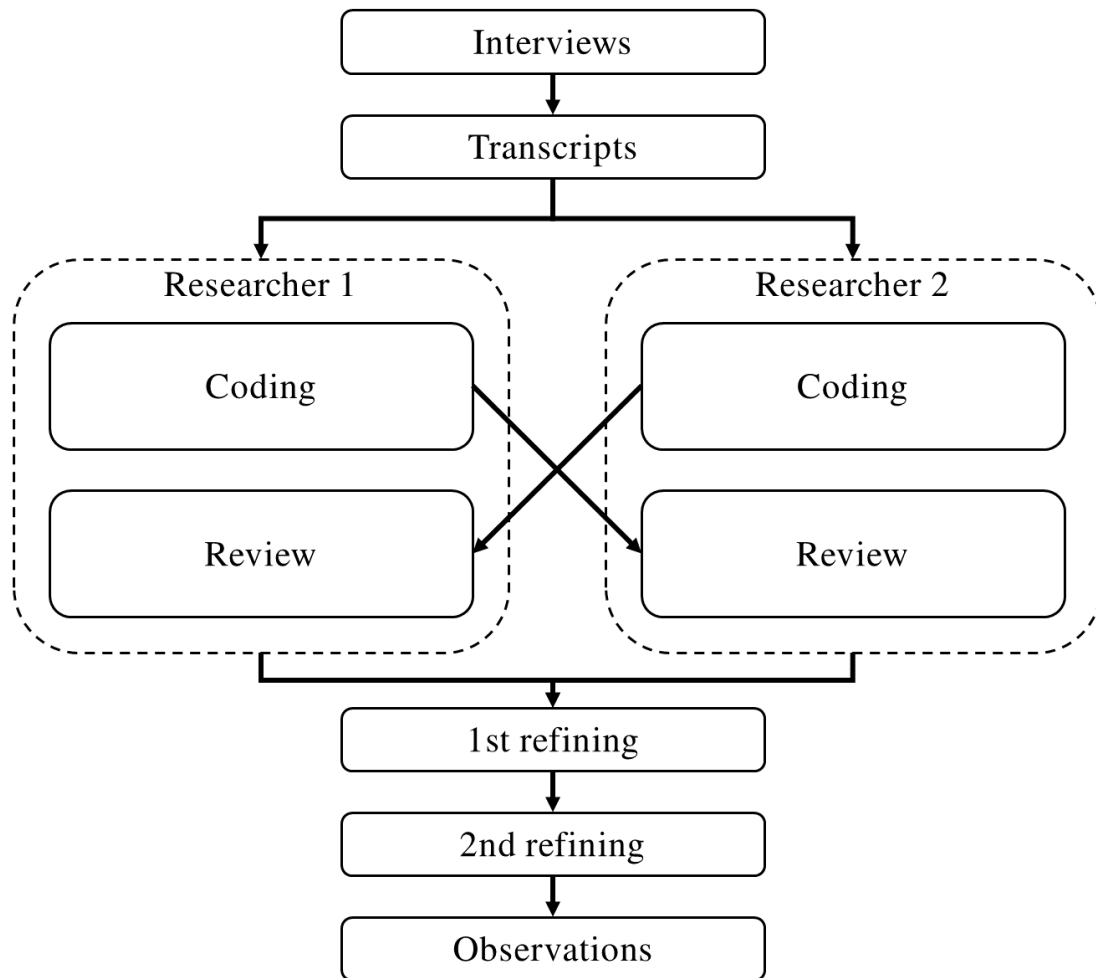 Interviews
Transcripts
Researcher 1
Coding
Review
Researcher 2
Coding
Review
1st refining
2nd refining
Observations